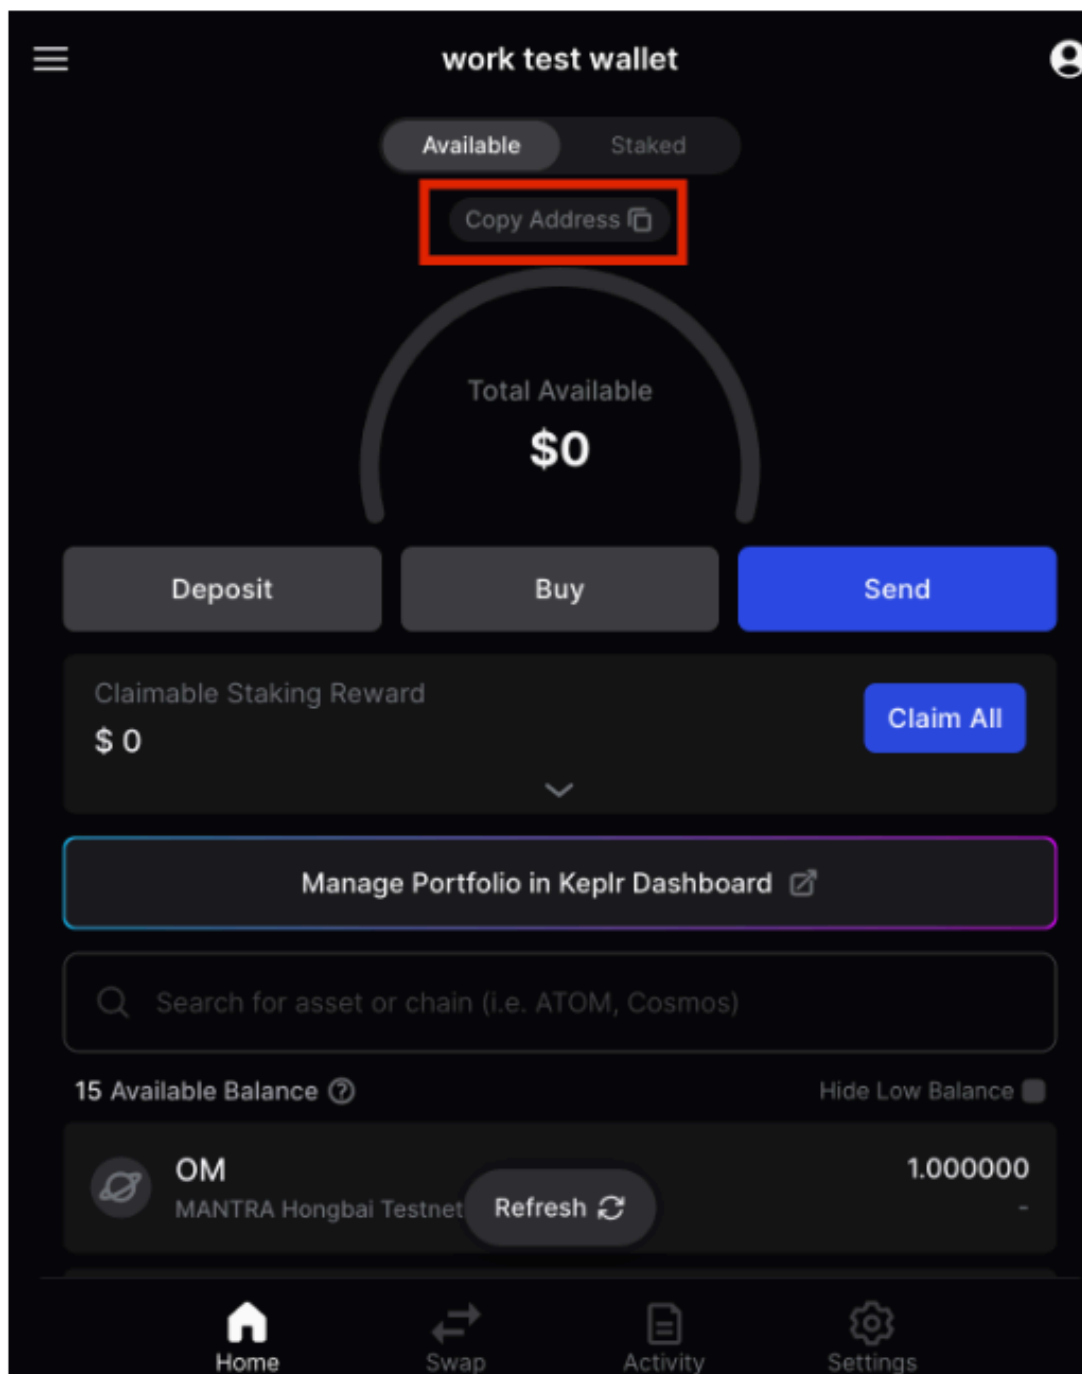 work test wallet
Available Staked
Copy Address
Total Available
$0
Deposit Buy Send
Claimable Staking Reward
$ 0
Claim All
Manage Portfolio in Keplr Dashboard
Search for asset or chain (i.e. ATOM, Cosmos)
15 Available Balance
Hide Low Balance
OM
1.000000
MANTRA Hongbai Testnet
-
Refresh
Home Swap Activity Settings